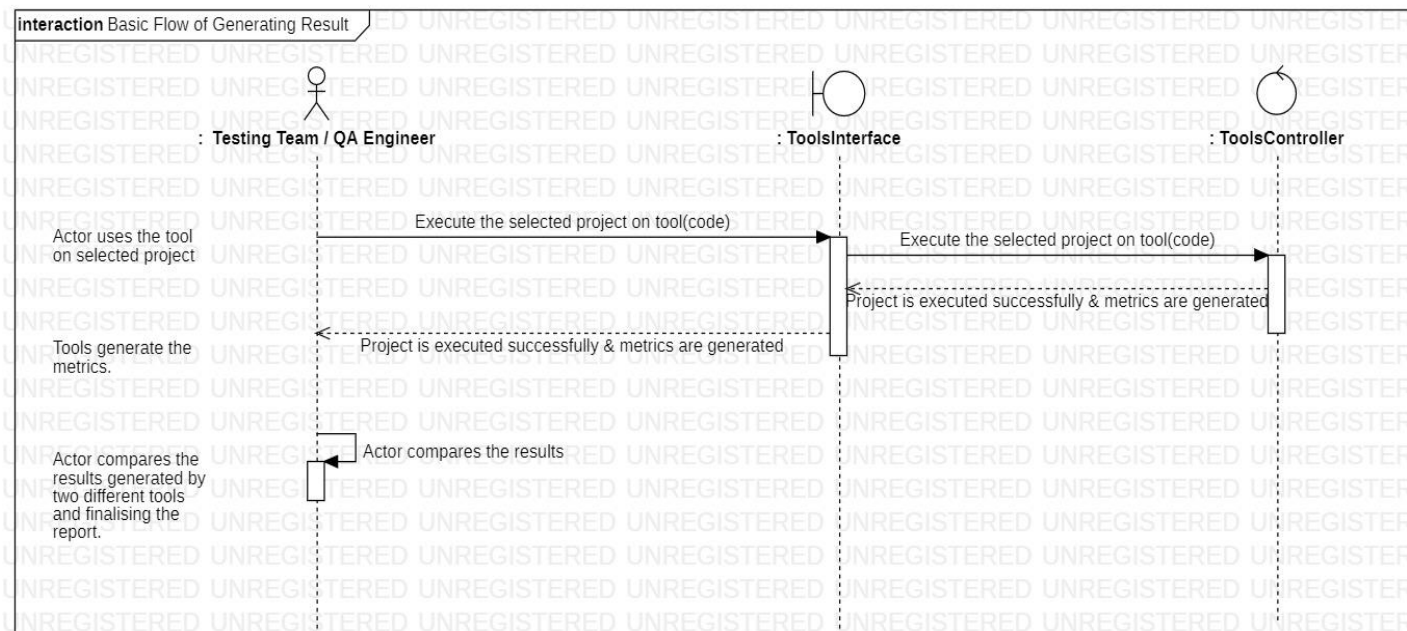 interaction Basic Flow of Generating Result
: Testing Team / QA Engineer
: ToolsInterface
: ToolsController
Actor uses the tool
on selected project
Execute the selected project on tool(code)
Execute the selected project on tool(code)
Project is executed successfully & metrics are generated
Project is executed successfully & metrics are generated
Tools generate the
metrics.
Actor compares the results
Actor compares the
results generated by
two different tools
and finalising the
report.
UNREGISTERED